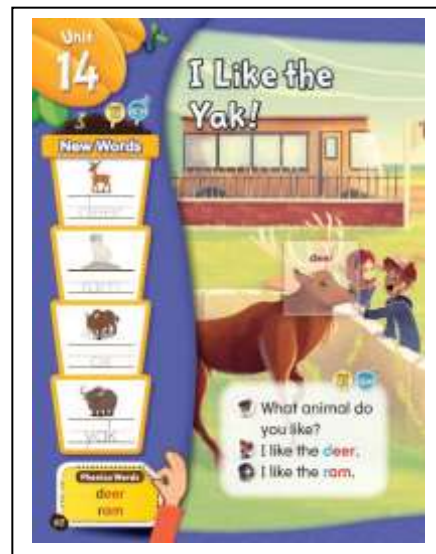 Unit
14
I Like the
Yak!
New Words
deer
ram
ox
yak
deer
What animal do
you like?
I like the deer.
I like the ram.
Phonics Words
deer
ram